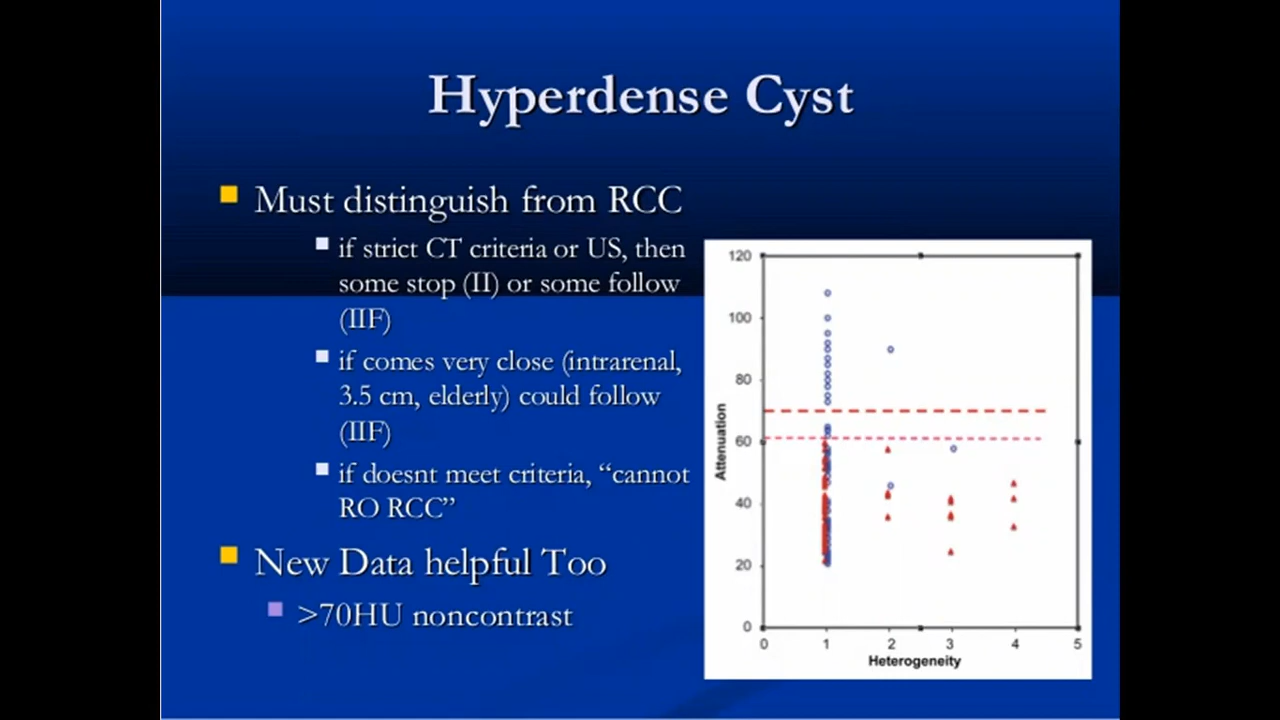 Hyperdense Cyst
Must distinguish from RCC
if strict CT criteria or US, then
some stop (II) or some follow
(IIF)
if comes very close (intrarenal,
3.5 cm, elderly) could follow
(IIF)
if doesnt meet criteria, “cannot
RO RCC”
New Data helpful Too
>70HU noncontrast
120
100
80
60
40
20
0
Attenuation
0 1 2 3 4 5
Heterogeneity